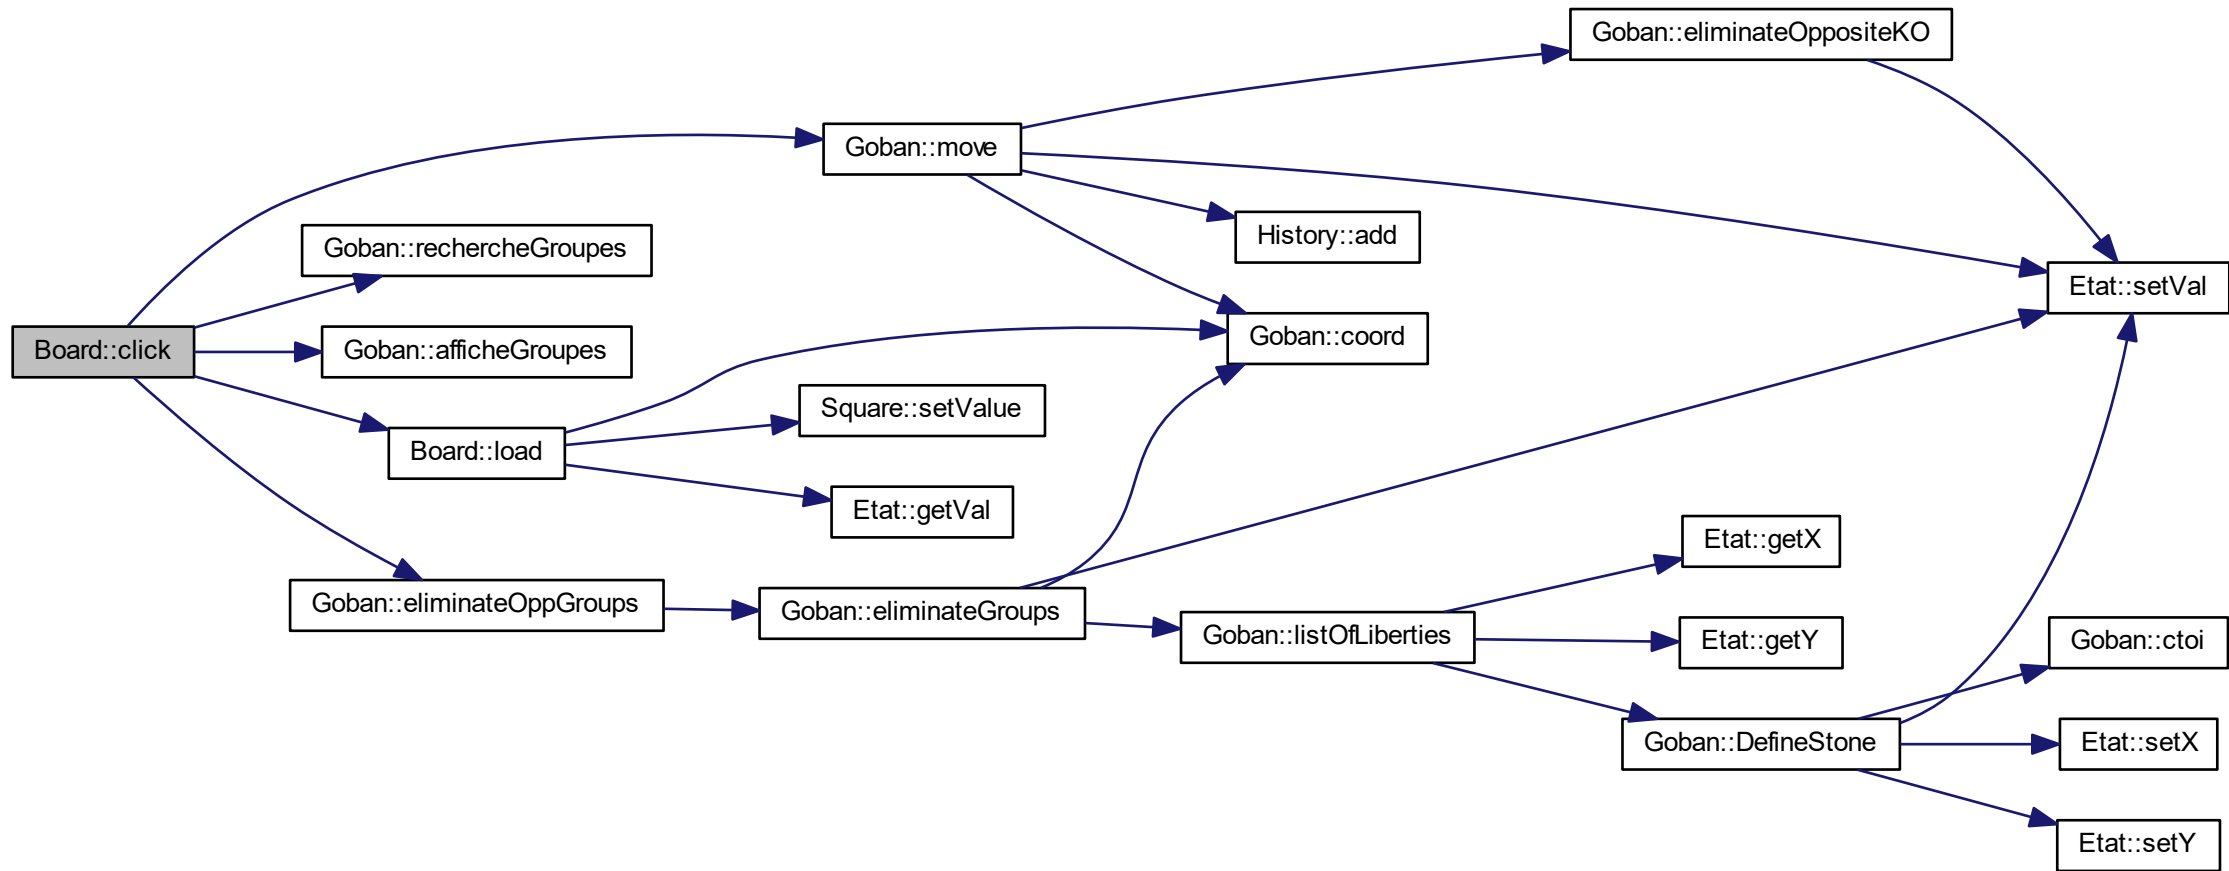 Goban::eliminateOppositeKO
Goban::move
History::add
Goban::rechercheGroupes
Etat::setVal
Board::click
Goban::afficheGroupes
Goban::coord
Square::setValue
Board::load
Etat::getVal
Etat::getX
Goban::eliminateOppGroups
Goban::eliminateGroups
Goban::listOfLiberties
Etat::getY
Goban::ctoi
Goban::DefineStone
Etat::setX
Etat::setY